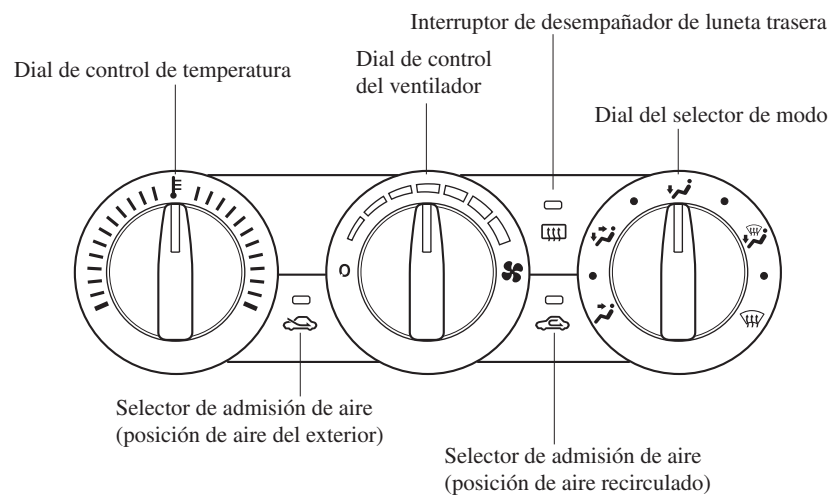 Interruptor de desempañador de luneta trasera
Dial de control de temperatura
Dial de control
del ventilador
Dial del selector de modo
0
Selector de admisión de aire
(posición de aire del exterior)
Selector de admisión de aire
(posición de aire recirculado)